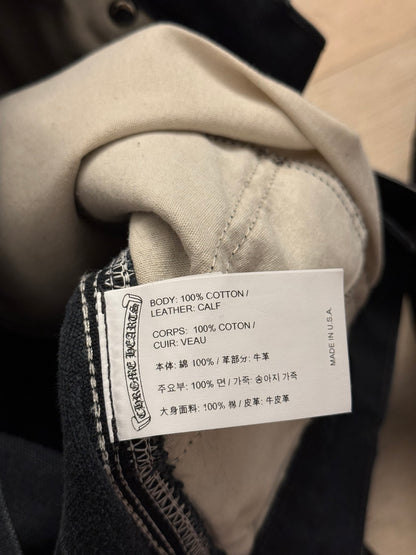 CHROME HEARTS
BODY: 100% COTTON /
LEATHER: CALF
CORPS: 100% COTON /
CUIR: VEAU
本体: 綿 100% / 革部分: 牛革
주요부: 100% 면 / 가죽: 송아지 가죽
大身面料: 100% 棉 / 皮革: 牛皮革
MADE IN U.S.A.